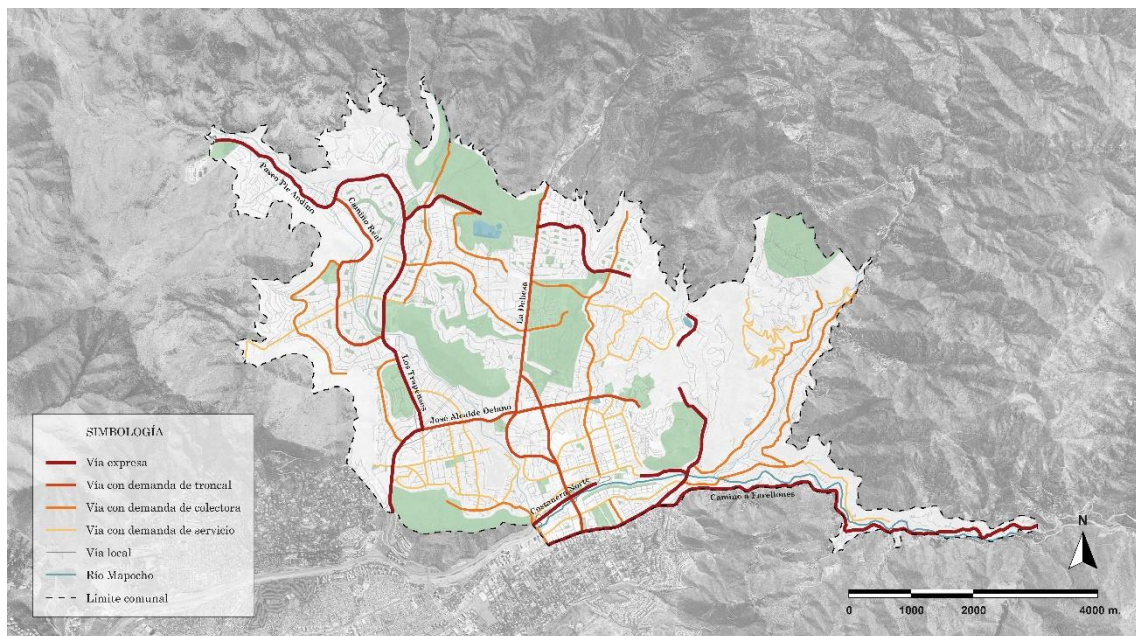 Paseo Pie Andino
Camino Real
La Dehesa
Los Trapenses
José Alcalde Délano
Costanera Norte
Camino a Farellones
SIMBOLOGÍA
Vía expresa
Vía con demanda de troncal
Vía con demanda de colectora
Vía con demanda de servicio
Vía local
Río Mapocho
Límite comunal
N
0 1000 2000 4000 m.